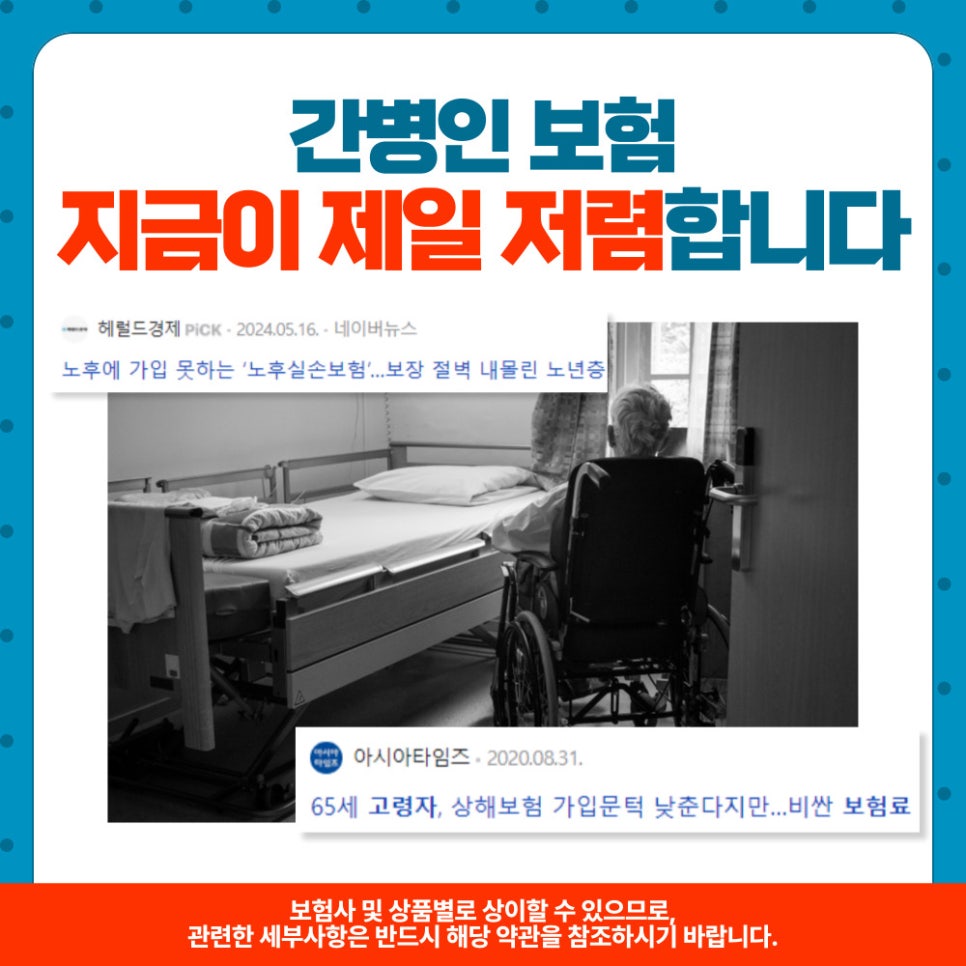 간병인 보험
지금이 제일 저렴합니다
헤럴드경제 PiCK · 2024.05.16. · 네이버뉴스
노후에 가입 못하는 ‘노후실손보험’...보장 절벽 내몰린 노년층
아시아타임즈
아시아타임즈 · 2020.08.31.
65세 고령자, 상해보험 가입문턱 낮춘다지만...비싼 보험료
보험사 및 상품별로 상이할 수 있으므로,
관련한 세부사항은 반드시 해당 약관을 참조하시기 바랍니다.